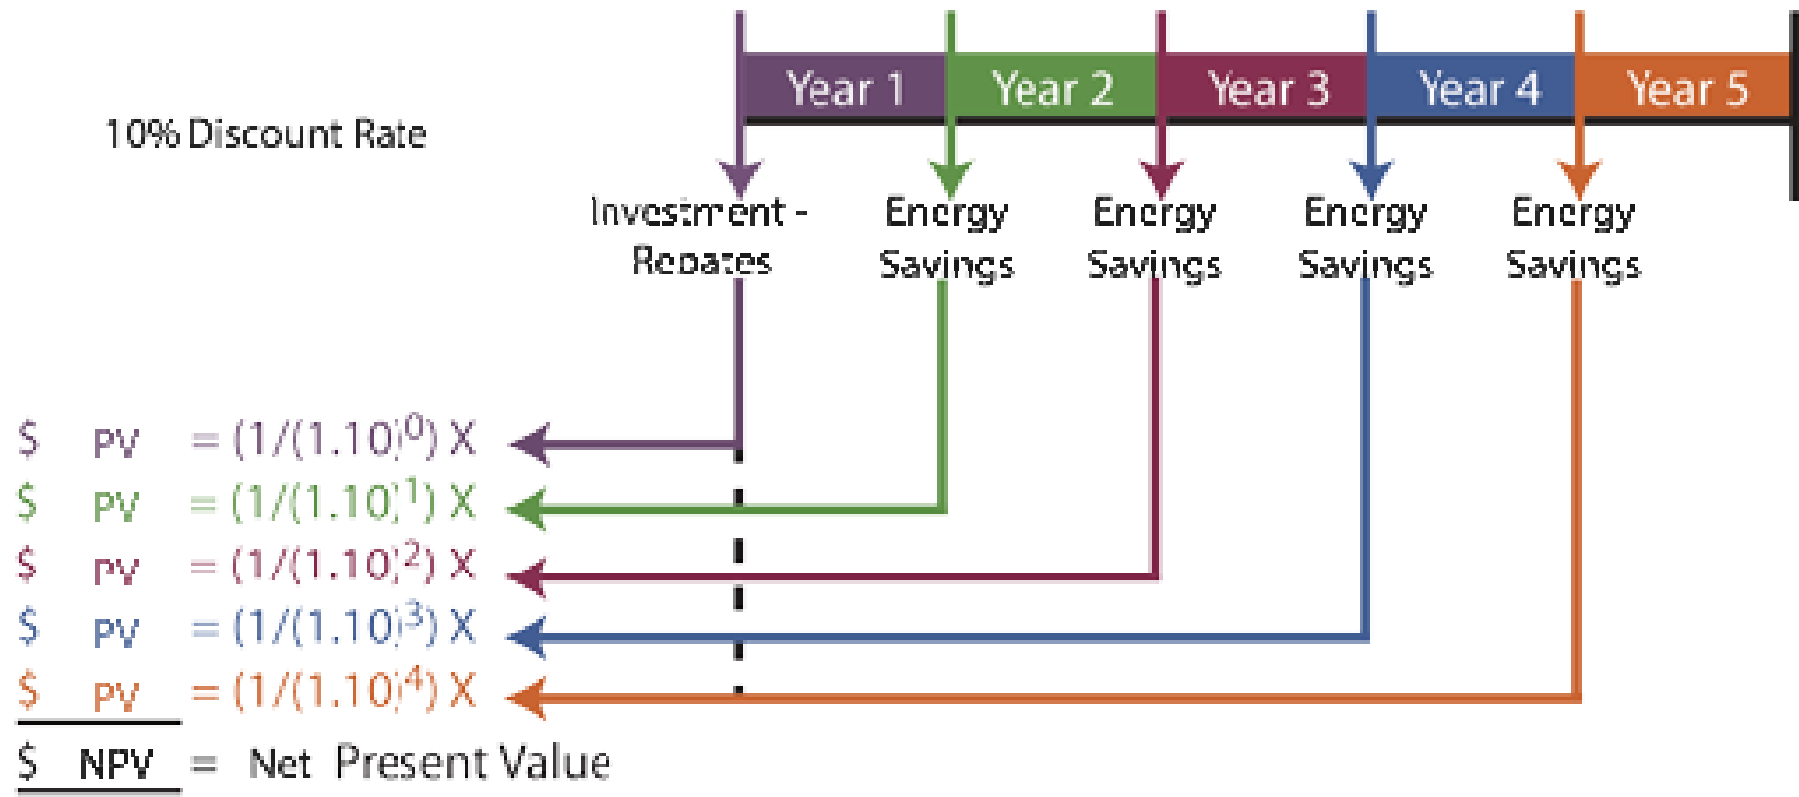 Year 1 Year 2 Year 3 Year 4 Year 5
10% Discount Rate
Investment - Energy Energy Energy Energy
Rebates Savings Savings Savings Savings
$ PV = (1/(1.10)⁰) X
$ PV = (1/(1.10)¹) X
$ PV = (1/(1.10)²) X
$ PV = (1/(1.10)³) X
$ PV = (1/(1.10)⁴) X
$ NPV = Net Present Value